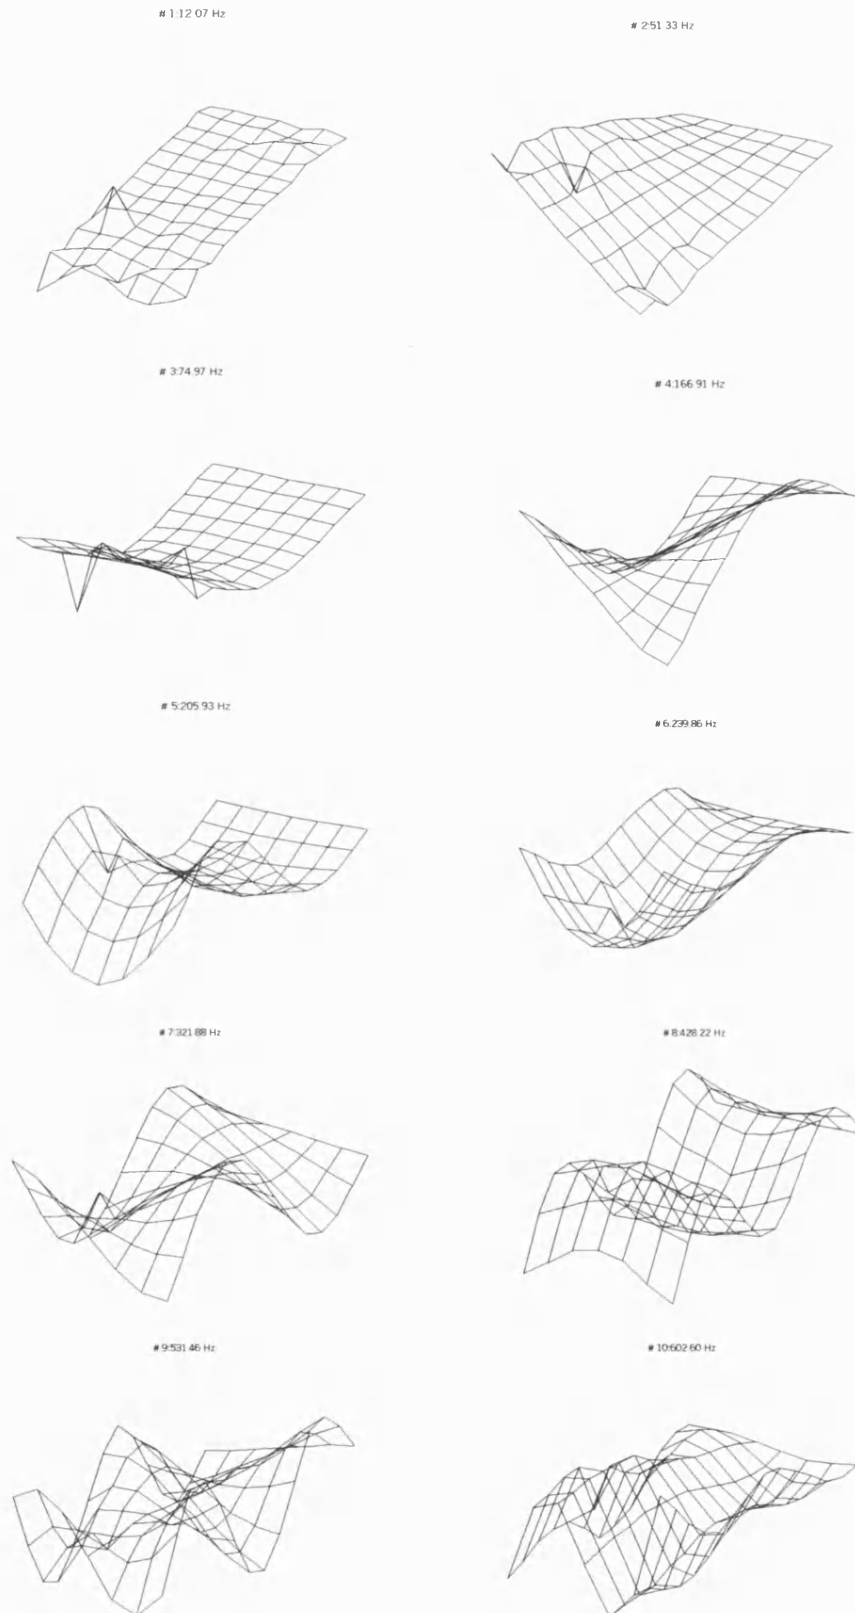 # 1:12.07 Hz
# 2:51.33 Hz
# 3:74.97 Hz
# 4:166.91 Hz
# 5:205.93 Hz
# 6:239.86 Hz
# 7:321.88 Hz
# 8:428.22 Hz
# 9:531.46 Hz
# 10:602.60 Hz